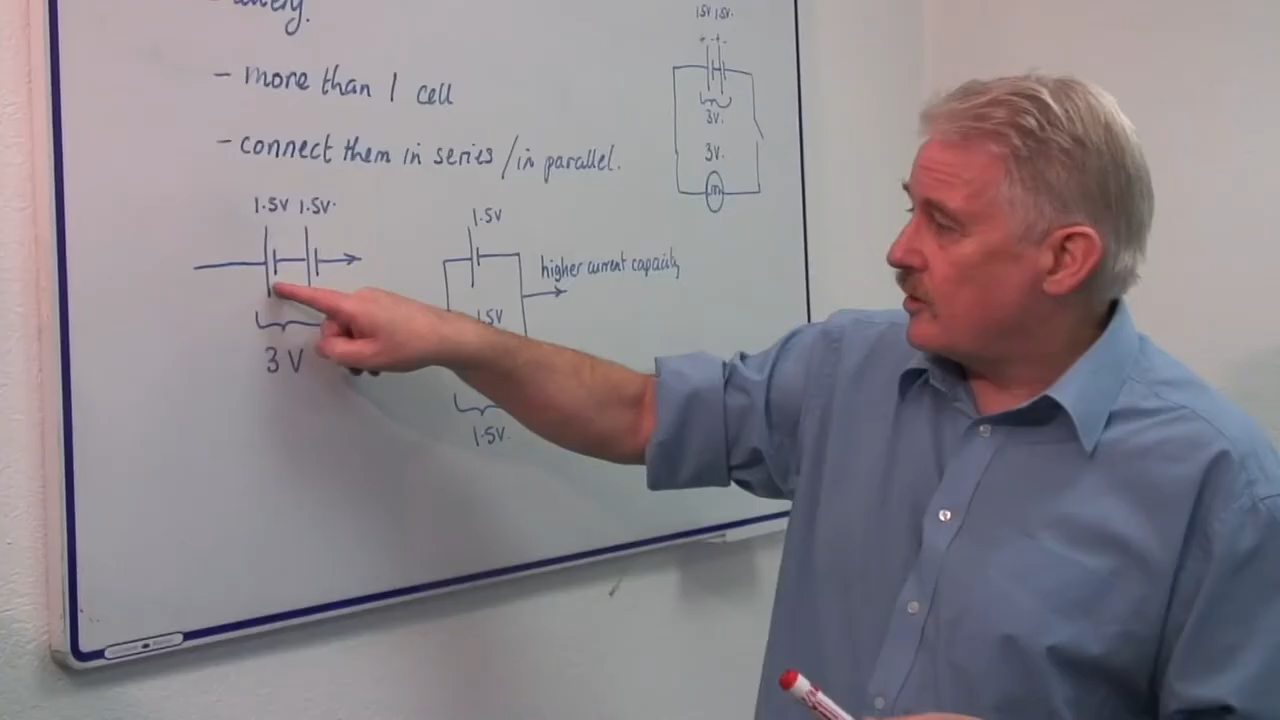 - more than 1 cell
- connect them in series / in parallel.
1.5V 1.5V.
3 V
1.5V
higher current capacity
1.5V
1.5V.
1.5V 1.5V.
+ - + -
3V.
3V.
m